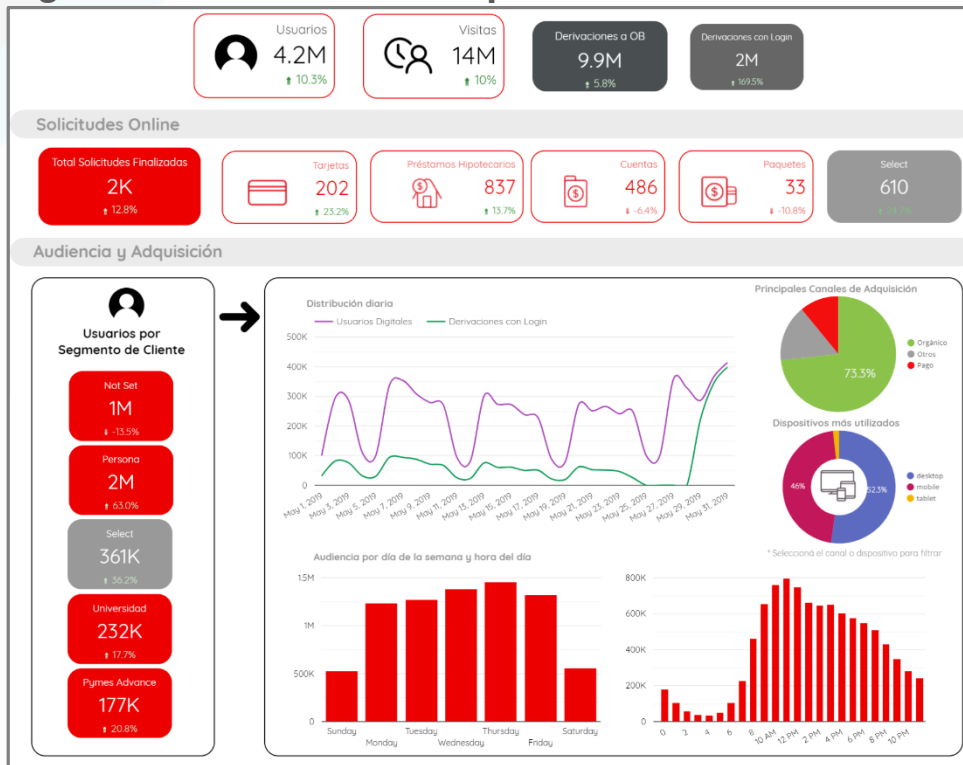 Usuarios
4.2M
10.3%
Visitas
14M
10%
Derivaciones a OB
9.9M
5.8%
Derivaciones con Login
2M
169.5%
Solicitudes Online
Total Solicitudes Finalizadas
2K
12.8%
Tarjetas
202
23.2%
Préstamos Hipotecarios
837
13.7%
Cuentas
486
-6.4%
Paquetes
33
-10.8%
Select
610
Audiencia y Adquisición
Usuarios por
Segmento de Cliente
Not Set
1M
-13.5%
Persona
2M
63.0%
Select
361K
36.2%
Universidad
232K
17.7%
Pymes Advance
177K
20.8%
Distribución diaria
Usuarios Digitales
Derivaciones con Login
500K
400K
300K
200K
100K
0
May 1, 2019
May 3, 2019
May 5, 2019
May 7, 2019
May 9, 2019
May 11, 2019
May 13, 2019
May 15, 2019
May 17, 2019
May 19, 2019
May 21, 2019
May 23, 2019
May 25, 2019
May 27, 2019
May 29, 2019
May 31, 2019
Principales Canales de Adquisición
73.3%
Orgánico
Otros
Pago
Dispositivos más utilizados
46%
52.3%
desktop
mobile
tablet
* Seleccioná el canal o dispositivo para filtrar
Audiencia por día de la semana y hora del día
1.5M
1M
500K
0
Sunday
Monday
Tuesday
Wednesday
Thursday
Friday
Saturday
800K
600K
400K
200K
0
0
2
4
6
8
10 AM
12 PM
2 PM
4 PM
6 PM
8 PM
10 PM